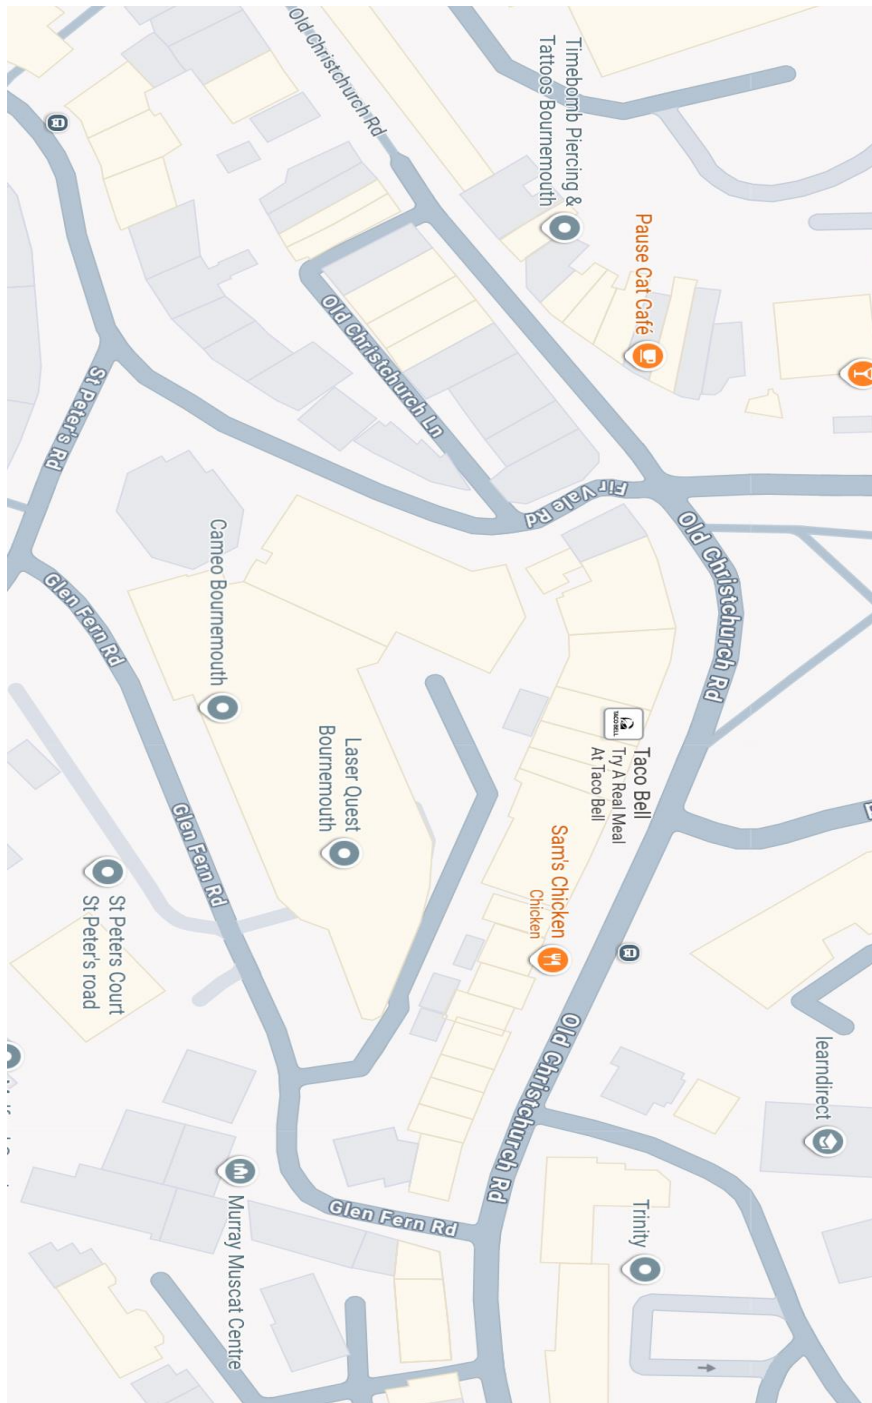 Old Christchurch Rd
Timebomb Piercing &
Tattoos Bournemouth
Pause Cat Café
Old Christchurch Ln
St Peter's Rd
Fir Vale Rd
Old Christchurch Rd
Cameo Bournemouth
Glen Fern Rd
Laser Quest
Bournemouth
TACO BELL
Taco Bell
Try A Real Meal
At Taco Bell
Sam's Chicken
Chicken
Glen Fern Rd
St Peters Court
St Peter's road
Old Christchurch Rd
learndirect
Murray Muscat Centre
Glen Fern Rd
Trinity